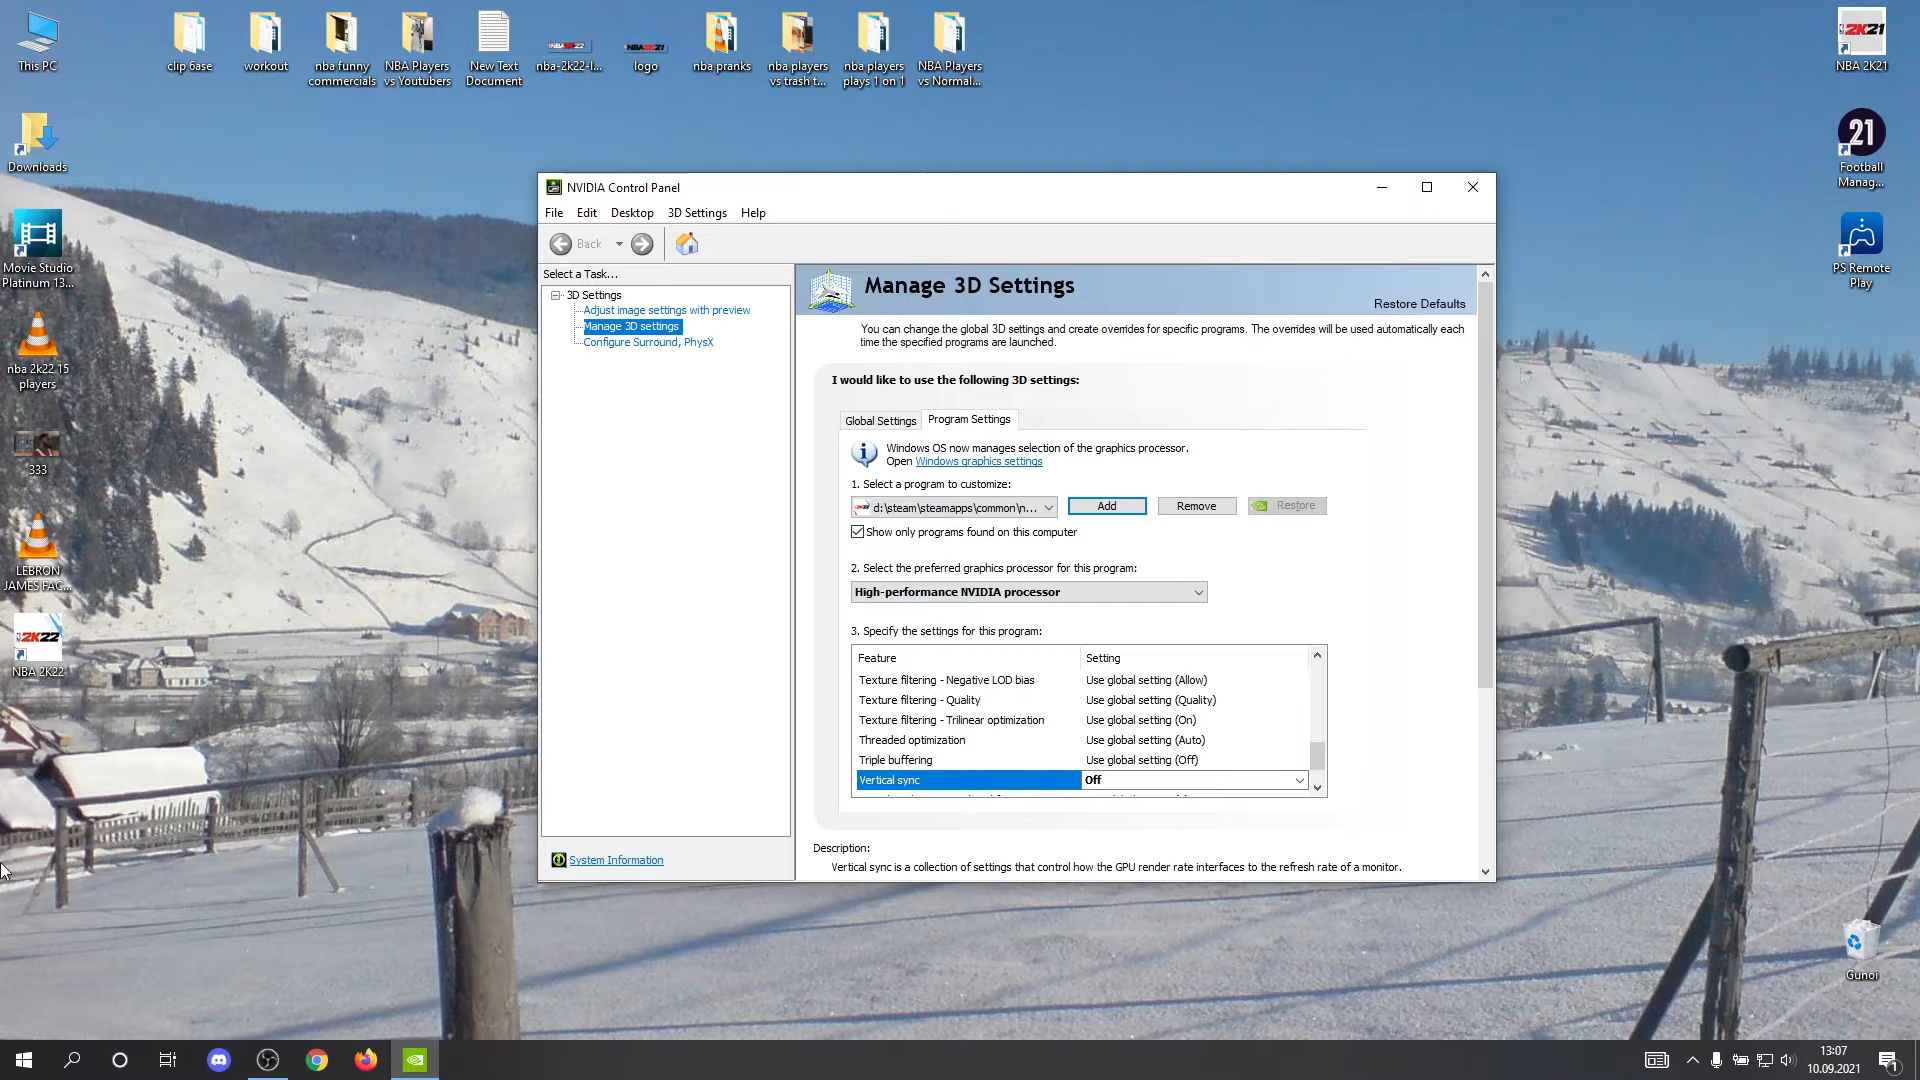 This PC
clip 6ase
workout
nba funny
commercials
NBA Players
vs Youtubers
New Text
Document
NBA2K22
nba-2k22-l...
NBA2K21
logo
nba pranks
nba players
vs trash t...
nba players
plays 1 on 1
NBA Players
vs Normal...
2K21
NBA 2K21
Downloads
21
Football
Manag...
Movie Studio
Platinum 13...
PS Remote
Play
nba 2k22 15
players
333
LEBRON
JAMES FAC...
2K22
NBA 2K22
Gunoi
NVIDIA Control Panel
File
Edit
Desktop
3D Settings
Help
Back
Select a Task...
3D Settings
Adjust image settings with preview
Manage 3D settings
Configure Surround, PhysX
System Information
Manage 3D Settings
Restore Defaults
You can change the global 3D settings and create overrides for specific programs. The overrides will be used automatically each
time the specified programs are launched.
I would like to use the following 3D settings:
Global Settings
Program Settings
Windows OS now manages selection of the graphics processor.
Open Windows graphics settings
1. Select a program to customize:
d:\steam\steamapps\common\n...
Add
Remove
Restore
Show only programs found on this computer
2. Select the preferred graphics processor for this program:
High-performance NVIDIA processor
3. Specify the settings for this program:
Feature
Setting
Texture filtering - Negative LOD bias
Use global setting (Allow)
Texture filtering - Quality
Use global setting (Quality)
Texture filtering - Trilinear optimization
Use global setting (On)
Threaded optimization
Use global setting (Auto)
Triple buffering
Use global setting (Off)
Vertical sync
Off
Description:
Vertical sync is a collection of settings that control how the GPU render rate interfaces to the refresh rate of a monitor.
13:07
10.09.2021
1